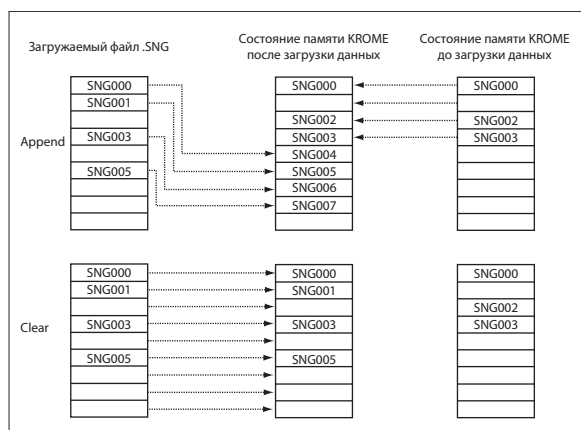 Загружаемый файл .SNG
Состояние памяти KROME
после загрузки данных
Состояние памяти KROME
до загрузки данных
Append
SNG000
SNG001
SNG003
SNG005
SNG000
SNG002
SNG003
SNG004
SNG005
SNG006
SNG007
SNG000
SNG002
SNG003
Clear
SNG000
SNG001
SNG003
SNG005
SNG000
SNG001
SNG003
SNG005
SNG000
SNG002
SNG003